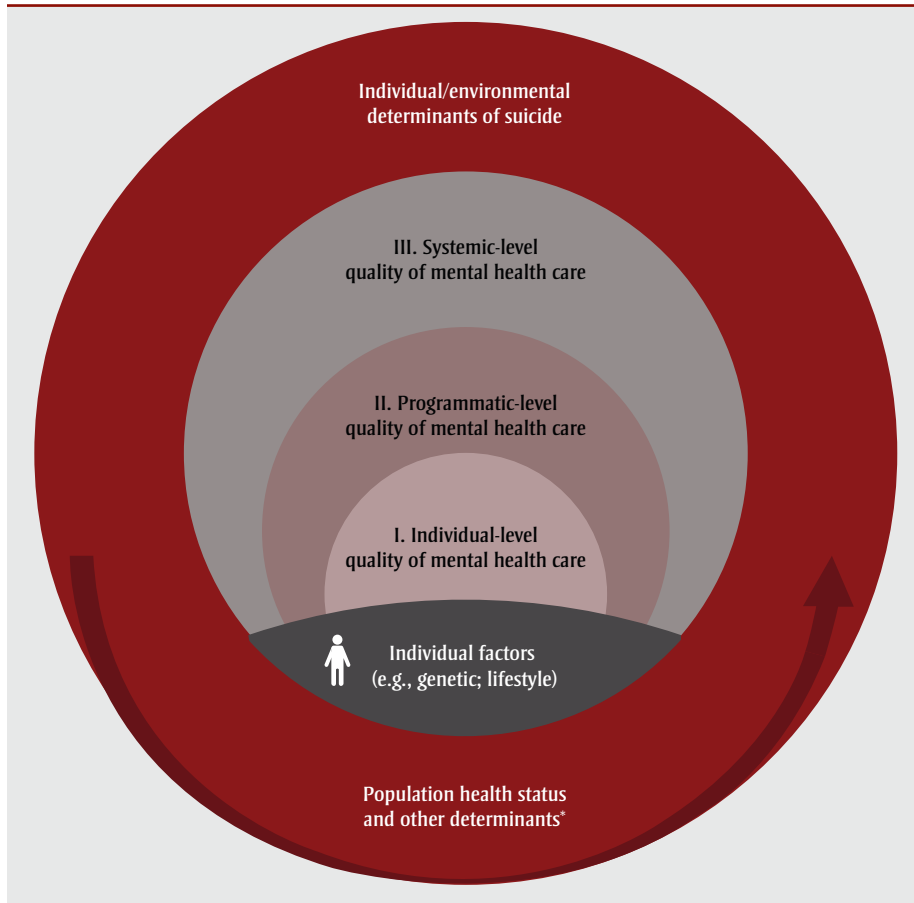 Individual/environmental
determinants of suicide
III. Systemic-level
quality of mental health care
II. Programmatic-level
quality of mental health care
I. Individual-level
quality of mental health care
Individual factors
(e.g., genetic; lifestyle)
Population health status
and other determinants*